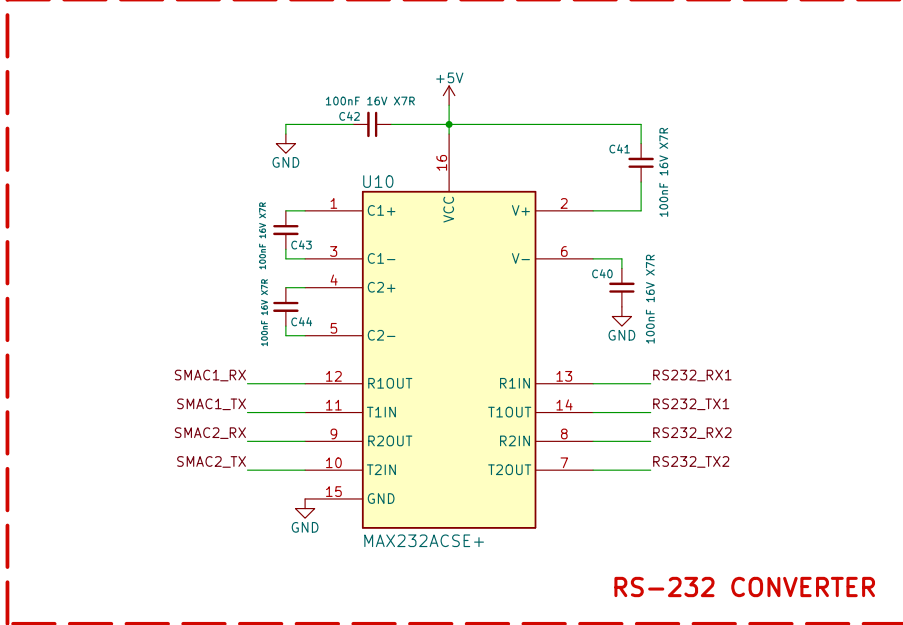 +5V
100nF 16V X7R
C42
GND
16
C41
100nF 16V X7R
U10
VCC
1
C1+
V+
2
100nF 16V X7R
C43
3
C1-
V-
6
C40
100nF 16V X7R
GND
4
C2+
100nF 16V X7R
C44
5
C2-
SMAC1_RX
12
R1OUT
R1IN
13
RS232_RX1
SMAC1_TX
11
T1IN
T1OUT
14
RS232_TX1
SMAC2_RX
9
R2OUT
R2IN
8
RS232_RX2
SMAC2_TX
10
T2IN
T2OUT
7
RS232_TX2
15
GND
GND
MAX232ACSE+
RS-232 CONVERTER